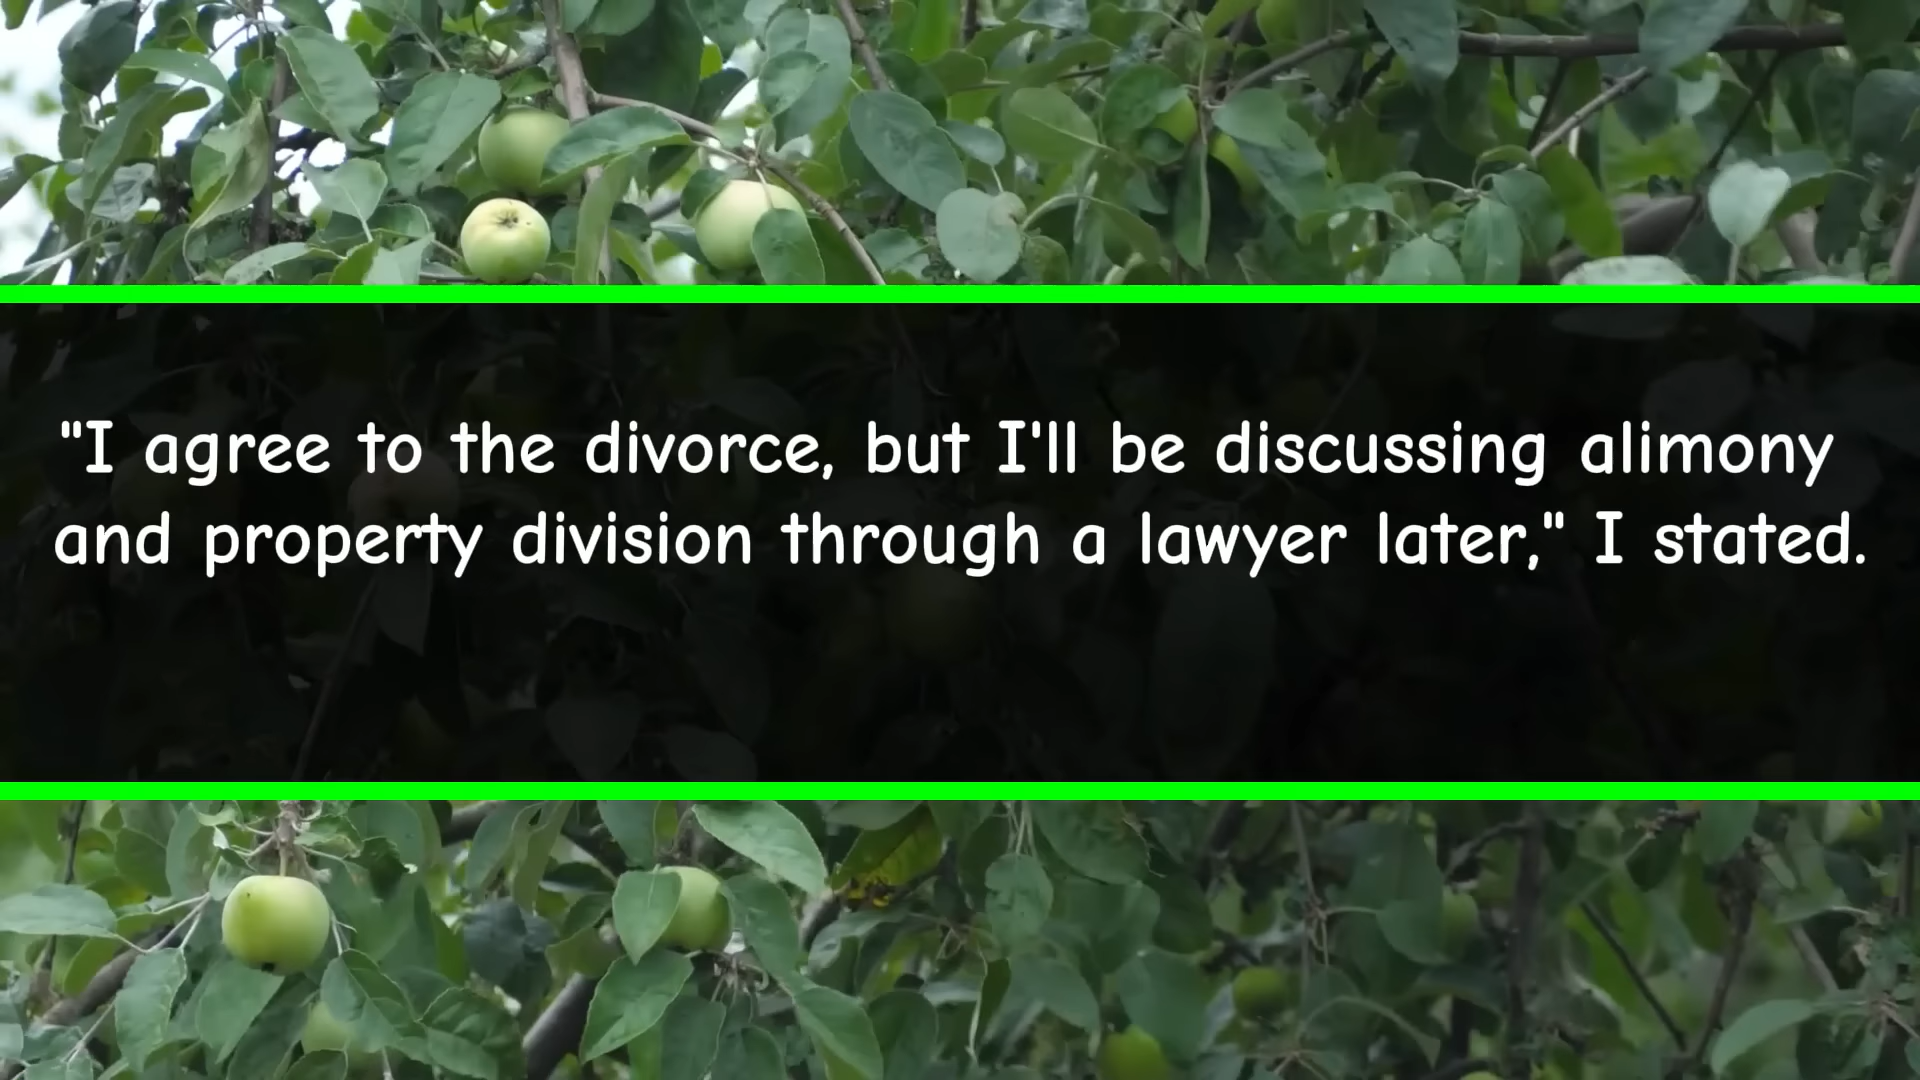 "I agree to the divorce, but I'll be discussing alimony
and property division through a lawyer later," I stated.